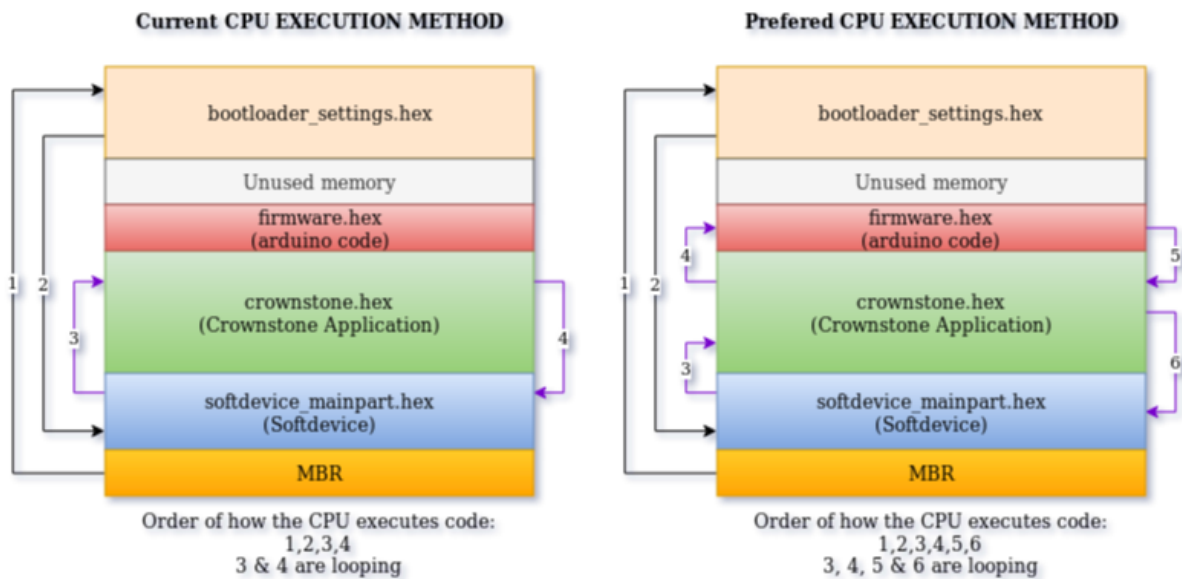 Current CPU EXECUTION METHOD
bootloader_settings.hex
Unused memory
firmware.hex
(arduino code)
crownstone.hex
(Crownstone Application)
softdevice_mainpart.hex
(Softdevice)
MBR
1
2
3
4
Order of how the CPU executes code:
1,2,3,4
3 & 4 are looping
Prefered CPU EXECUTION METHOD
bootloader_settings.hex
Unused memory
firmware.hex
(arduino code)
crownstone.hex
(Crownstone Application)
softdevice_mainpart.hex
(Softdevice)
MBR
1
2
4
3
5
6
Order of how the CPU executes code:
1,2,3,4,5,6
3, 4, 5 & 6 are looping